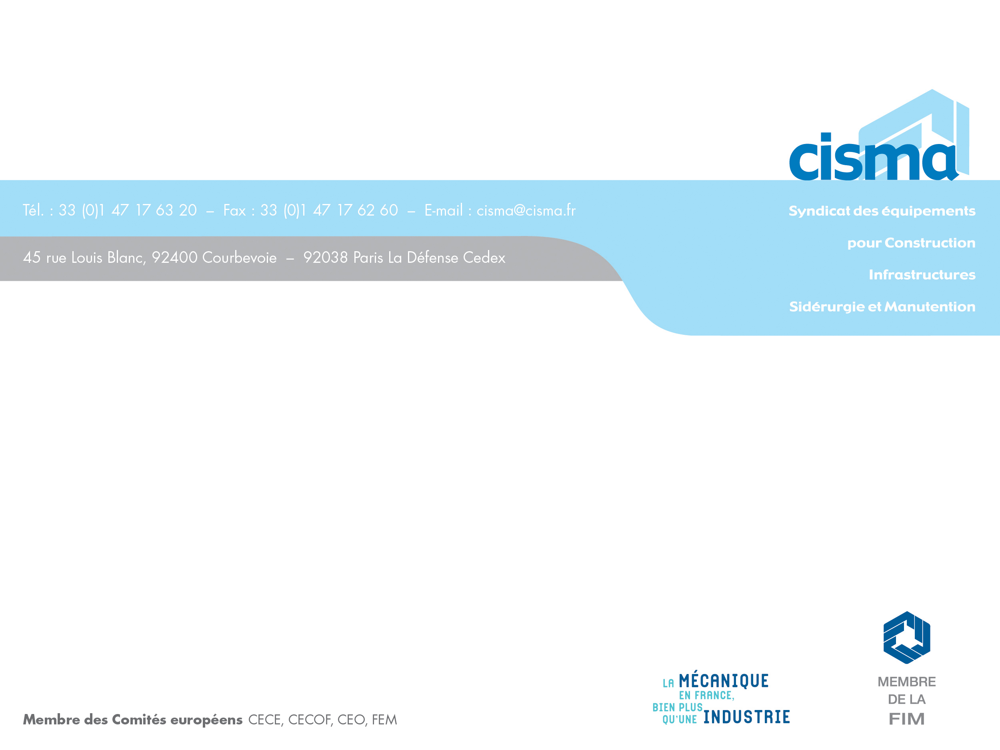 cisma
Tél. : 33 (0)1 47 17 63 20 – Fax : 33 (0)1 47 17 62 60 – E-mail : cisma@cisma.fr
45 rue Louis Blanc, 92400 Courbevoie – 92038 Paris La Défense Cedex
Syndicat des équipements
pour Construction
Infrastructures
Sidérurgie et Manutention
Membre des Comités européens CECE, CECOF, CEO, FEM
LA MÉCANIQUE
EN FRANCE,
BIEN PLUS
QU'UNE INDUSTRIE
MEMBRE
DE LA
FIM